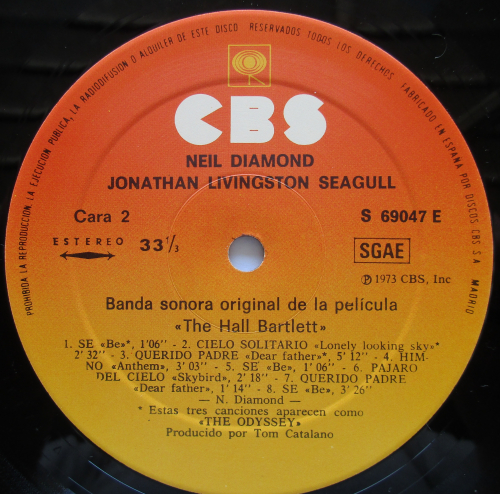 PROHIBIDA LA REPRODUCCION, LA EJECUCION PUBLICA, LA RADIODIFUSION O ALQUILER DE ESTE DISCO RESERVADOS TODOS LOS DERECHOS. FABRICADO EN ESPAÑA POR DISCOS CBS S.A. MADRID
CBS
NEIL DIAMOND
JONATHAN LIVINGSTON SEAGULL
Cara 2
S 69047 E
ESTEREO 33 1/3
SGAE
Ⓟ 1973 CBS, Inc
Banda sonora original de la película
«The Hall Bartlett»
1. SE «Be»*, 1'06" - 2. CIELO SOLITARIO «Lonely looking sky»*
2' 32" - 3. QUERIDO PADRE «Dear father»*, 5' 12" - 4. HIM-
NO «Anthem», 3' 03" - 5. SE «Be», 1' 06" - 6. PAJARO
DEL CIELO «Skybird», 2' 18" - 7. QUERIDO PADRE
«Dear father», 1' 14" - 8. SE «Be», 3' 26"
— N. Diamond —
* Estas tres canciones aparecen como
«THE ODYSSEY»
Producido por Tom Catalano